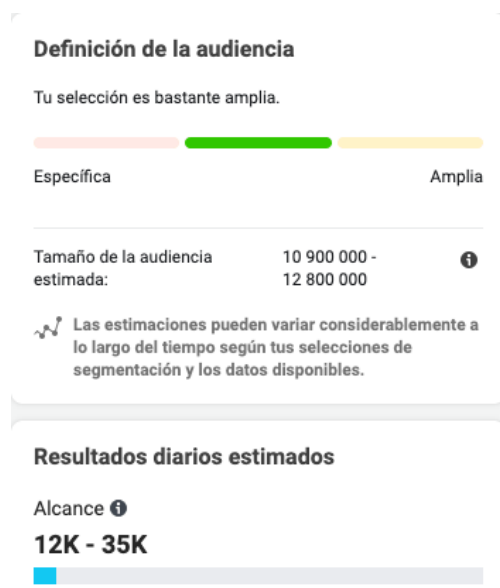 Definición de la audiencia
Tu selección es bastante amplia.
Específica
Amplia
Tamaño de la audiencia
estimada:
10 900 000 -
12 800 000
Las estimaciones pueden variar considerablemente a
lo largo del tiempo según tus selecciones de
segmentación y los datos disponibles.
Resultados diarios estimados
Alcance
12K - 35K